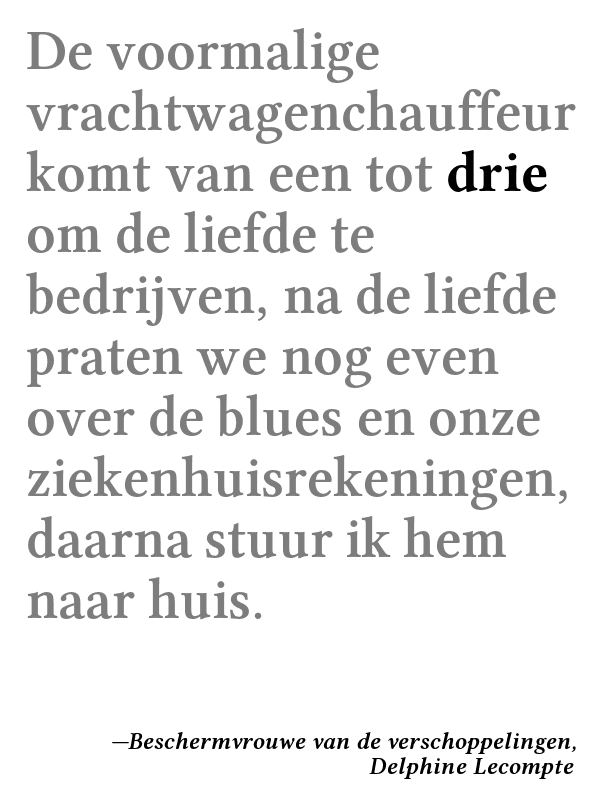 De voormalige
vrachtwagenchauffeur
komt van een tot drie
om de liefde te
bedrijven, na de liefde
praten we nog even
over de blues en onze
ziekenhuisrekeningen,
daarna stuur ik hem
naar huis.
—Beschermvrouwe van de verschoppelingen,
Delphine Lecompte